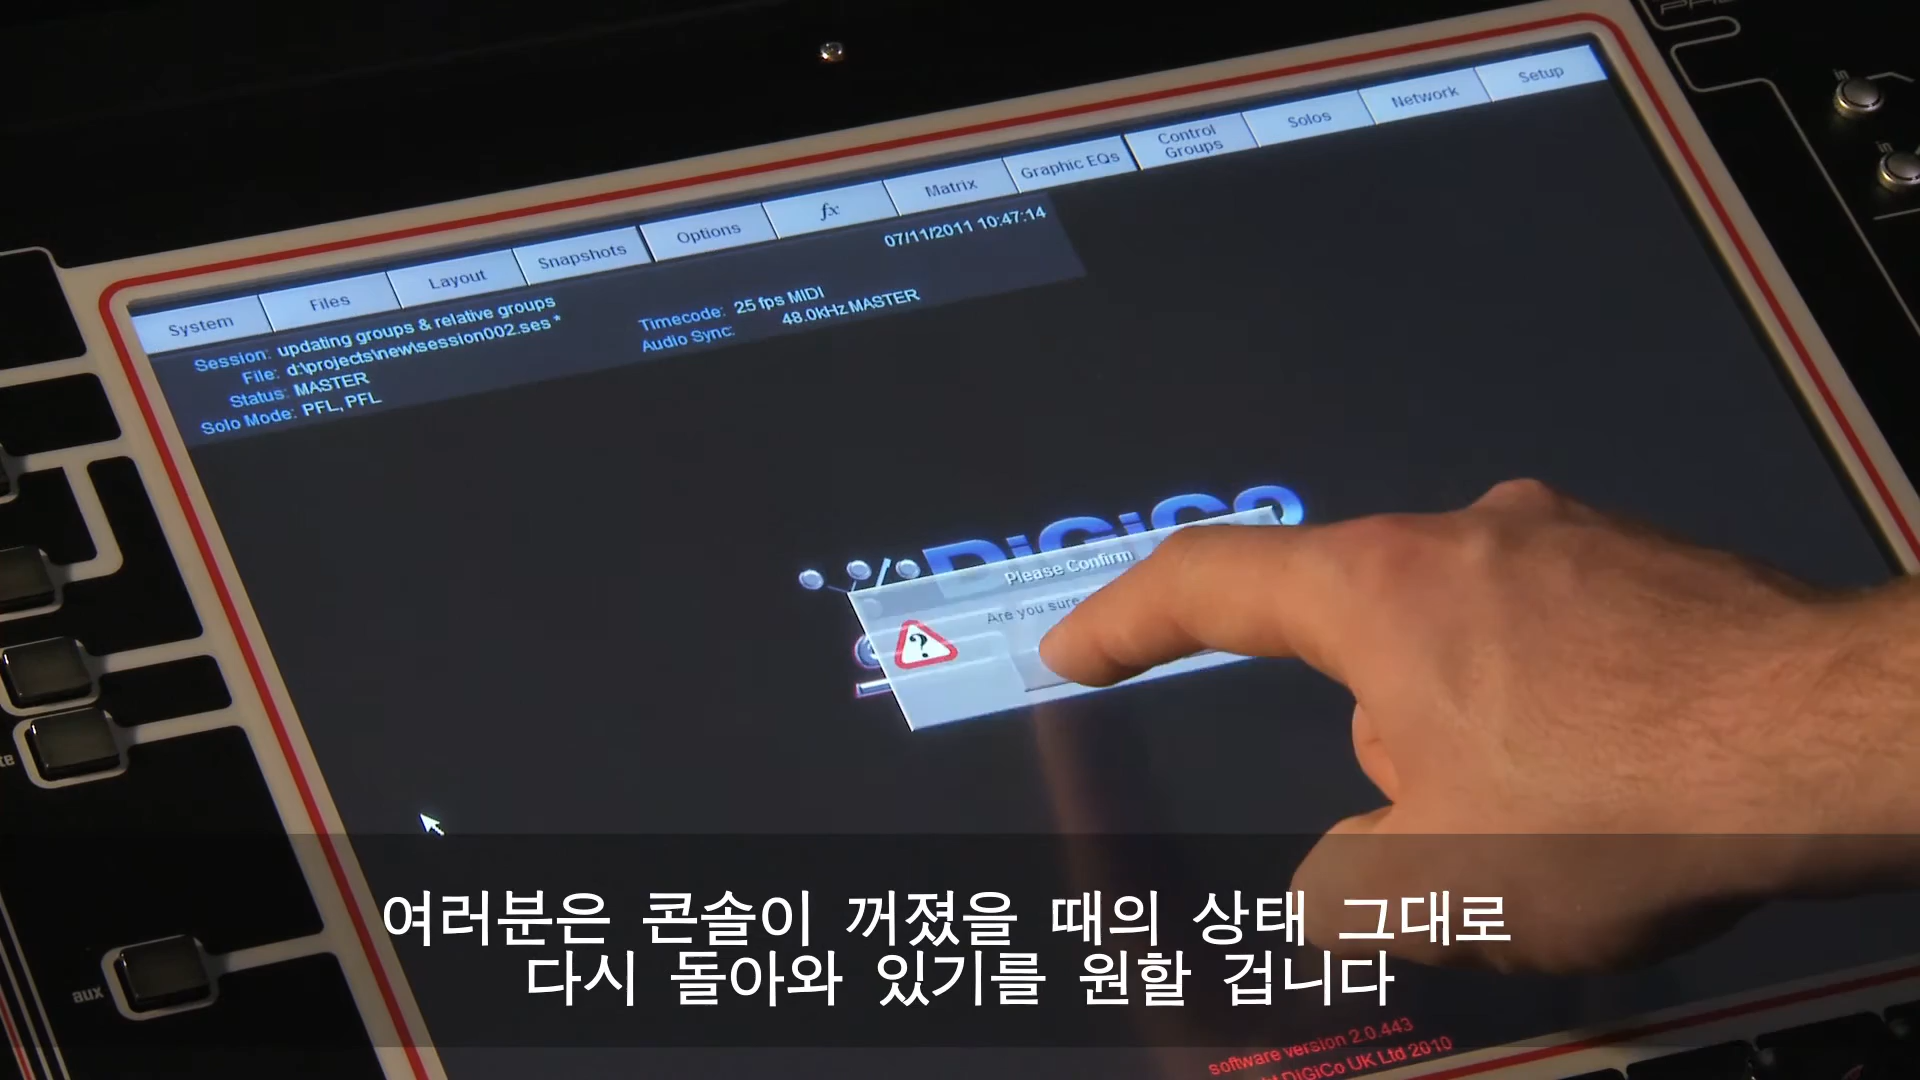 System
Files
Layout
Snapshots
Options
fx
Matrix
Graphic EQs
Control
Groups
Solos
Network
Setup
07/11/2011 10:47:14
Session: updating groups & relative groups
File: d:\projects\new\session002.ses *
Status: MASTER
Solo Mode: PFL, PFL
Timecode: 25 fps MIDI
Audio Sync: 48.0kHz MASTER
in
in
DiGiCo
Please Confirm
Are you sure
?
aux
여러분은 콘솔이 꺼졌을 때의 상태 그대로
다시 돌아와 있기를 원할 겁니다
software version 2.0.443
DiGiCo UK Ltd 2010